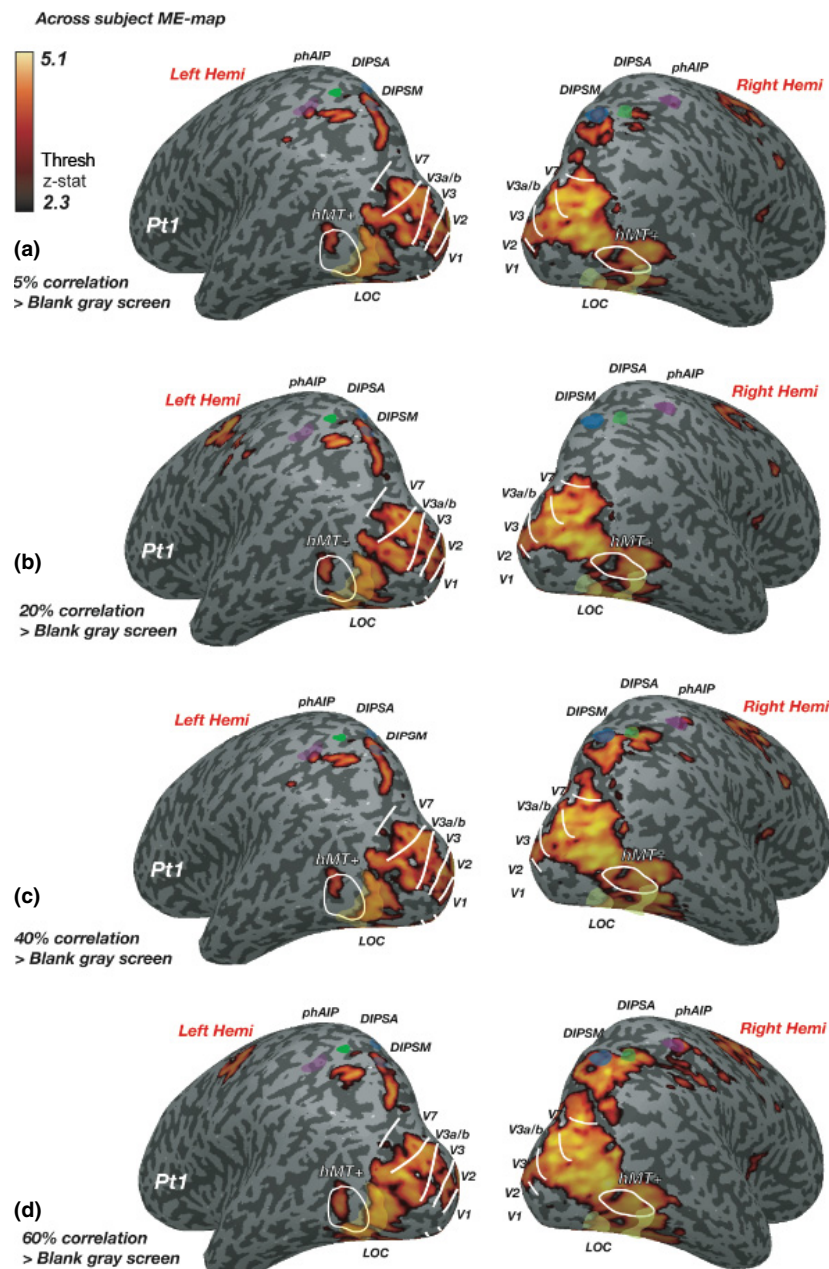 Across subject ME-map
5.1
Thresh
z-stat
2.3
Left Hemi
phAIP
DIPSA
DIPSM
V7
V3a/b
V3
V2
V1
hMT+
LOC
Pt1
DIPSM
DIPSA
phAIP
Right Hemi
V7
V3a/b
V3
V2
V1
hMT+
LOC
(a)
5% correlation
> Blank gray screen
Left Hemi
phAIP
DIPSA
DIPSM
V7
V3a/b
V3
V2
V1
hMT+
LOC
Pt1
DIPSM
DIPSA
phAIP
Right Hemi
V7
V3a/b
V3
V2
V1
hMT+
LOC
(b)
20% correlation
> Blank gray screen
Left Hemi
phAIP
DIPSA
DIPSM
V7
V3a/b
V3
V2
V1
hMT+
LOC
Pt1
DIPSM
DIPSA
phAIP
Right Hemi
V7
V3a/b
V3
V2
V1
hMT+
LOC
(c)
40% correlation
> Blank gray screen
Left Hemi
phAIP
DIPSA
DIPSM
V7
V3a/b
V3
V2
V1
hMT+
LOC
Pt1
DIPSM
DIPSA
phAIP
Right Hemi
V7
V3a/b
V3
V2
V1
hMT+
LOC
(d)
60% correlation
> Blank gray screen